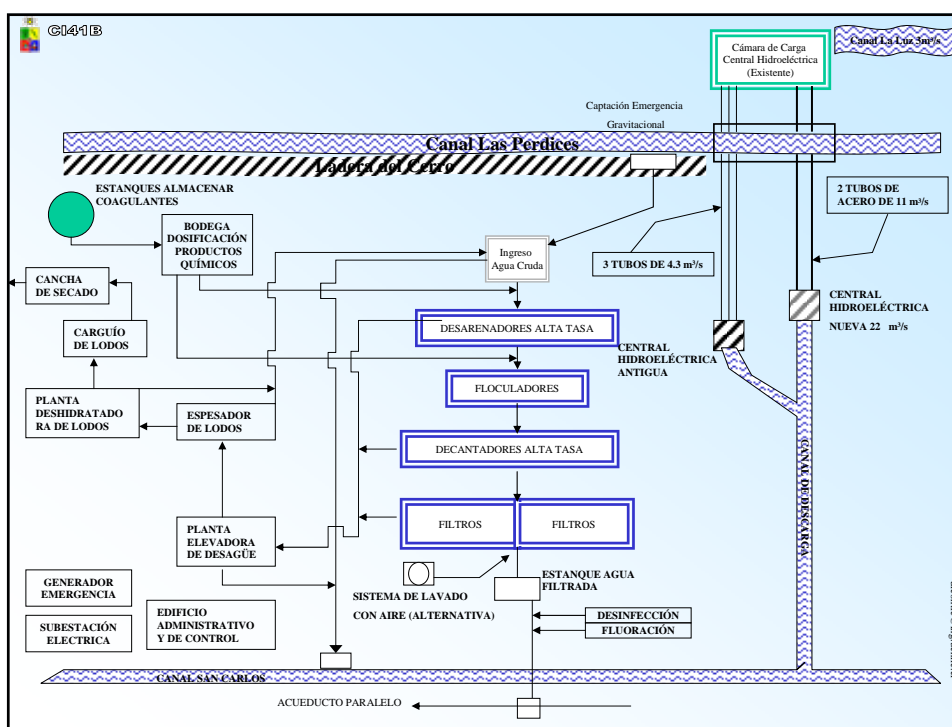 CI41B
Canal La Luz 3m³/s
Cámara de Carga
Central Hidroeléctrica
(Existente)
Captación Emergencia
Gravitacional
Canal Las Perdices
Ladera del Cerro
ESTANQUES ALMACENAR
COAGULANTES
2 TUBOS DE
ACERO DE 11 m³/s
BODEGA
DOSIFICACIÓN
PRODUCTOS
QUÍMICOS
Ingreso
Agua Cruda
3 TUBOS DE 4.3 m³/s
CANCHA
DE SECADO
CENTRAL
HIDROELÉCTRICA
NUEVA 22 m³/s
CARGUÍO
DE LODOS
DESARENADORES ALTA TASA
CENTRAL
HIDROELÉCTRICA
ANTIGUA
FLOCULADORES
PLANTA
DESHIDRATADO
RA DE LODOS
ESPESADOR
DE LODOS
DECANTADORES ALTA TASA
CANAL DE DESCARGA
FILTROS
FILTROS
PLANTA
ELEVADORA
DE DESAGÜE
ESTANQUE AGUA
FILTRADA
GENERADOR
EMERGENCIA
SISTEMA DE LAVADO
CON AIRE (ALTERNATIVA)
SUBESTACIÓN
ELECTRICA
EDIFICIO
ADMINISTRATIVO
Y DE CONTROL
DESINFECCIÓN
FLUORACIÓN
CANAL SAN CARLOS
ACUEDUCTO PARALELO